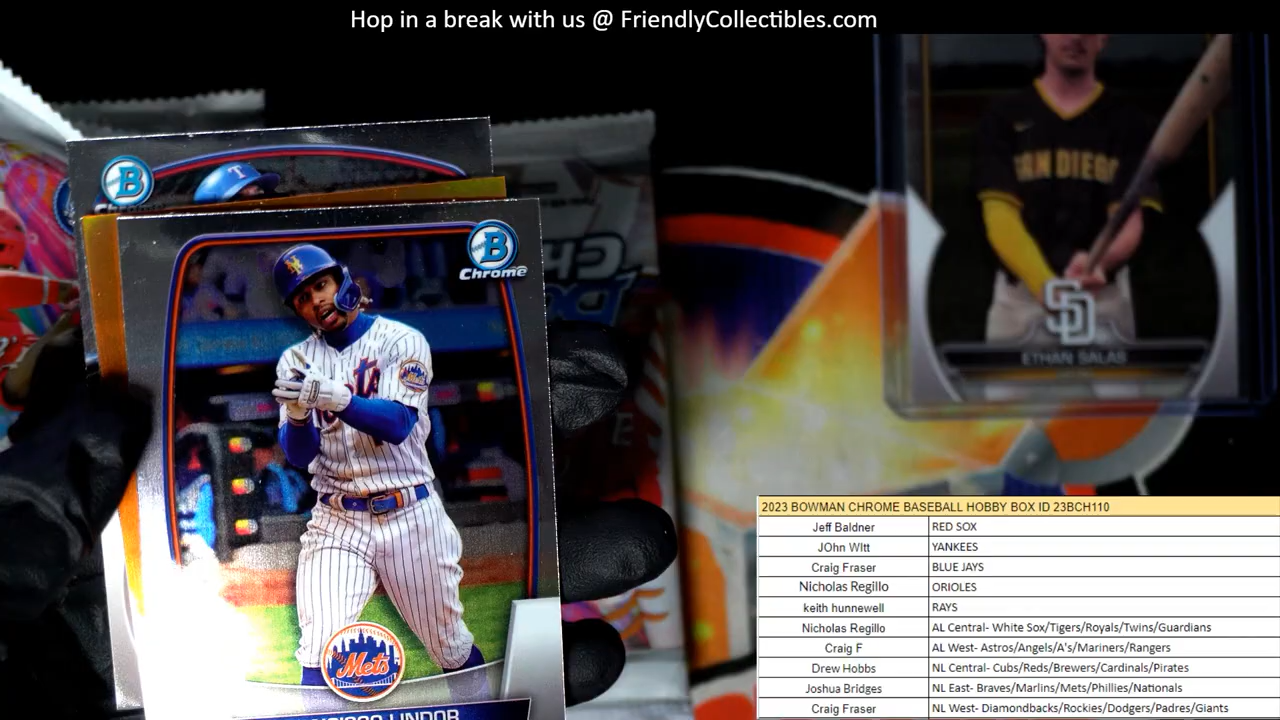 Hop in a break with us @ FriendlyCollectibles.com
B
Chrome
T
B
Chrome
Mets
LINDOR
SAN DIEGO
SD
ETHAN SALAS
2023 BOWMAN CHROME BASEBALL HOBBY BOX ID 23BCH110
Jeff Baldner RED SOX
JOhn WItt YANKEES
Craig Fraser BLUE JAYS
Nicholas Regillo ORIOLES
keith hunnewell RAYS
Nicholas Regillo AL Central- White Sox/Tigers/Royals/Twins/Guardians
Craig F AL West- Astros/Angels/A's/Mariners/Rangers
Drew Hobbs NL Central- Cubs/Reds/Brewers/Cardinals/Pirates
Joshua Bridges NL East- Braves/Marlins/Mets/Phillies/Nationals
Craig Fraser NL West- Diamondbacks/Rockies/Dodgers/Padres/Giants